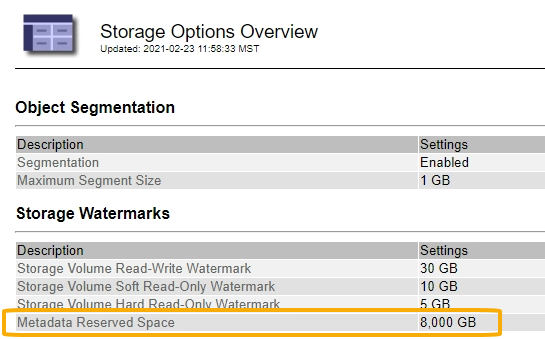 Storage Options Overview
Updated: 2021-02-23 11:58:33 MST
Object Segmentation
Description Settings
Segmentation Enabled
Maximum Segment Size 1 GB
Storage Watermarks
Description Settings
Storage Volume Read-Write Watermark 30 GB
Storage Volume Soft Read-Only Watermark 10 GB
Storage Volume Hard Read-Only Watermark 5 GB
Metadata Reserved Space 8,000 GB